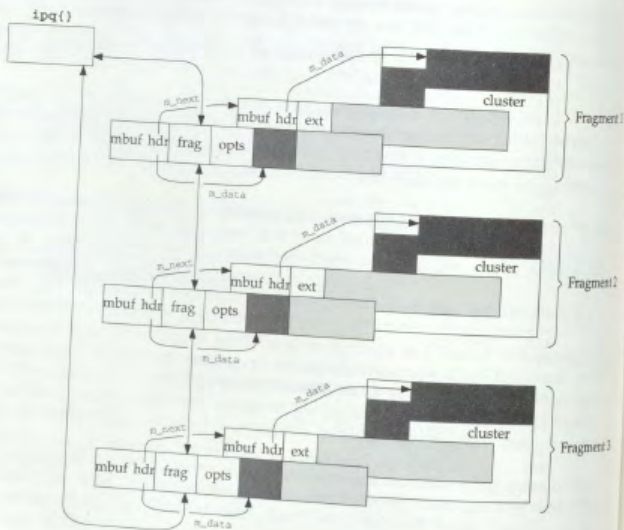 ipq{}
m_data
m_next
mbuf hdr ext
cluster
Fragment 1
mbuf hdr frag opts
m_data
m_data
m_next
mbuf hdr ext
cluster
Fragment 2
mbuf hdr frag opts
m_data
m_data
m_next
mbuf hdr ext
cluster
Fragment 3
mbuf hdr frag opts
m_data